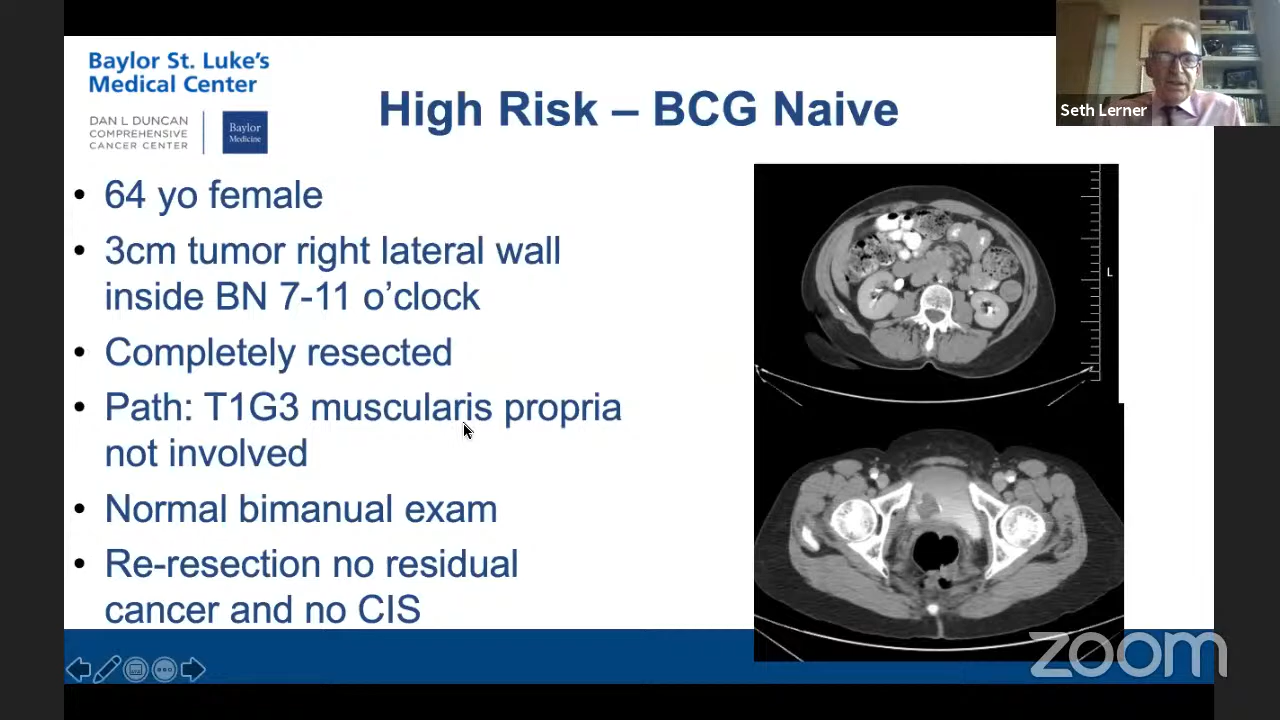 Baylor St. Luke's
Medical Center
DAN L DUNCAN
COMPREHENSIVE
CANCER CENTER
Baylor
Medicine
High Risk – BCG Naive
Seth Lerner
• 64 yo female
• 3cm tumor right lateral wall
inside BN 7-11 o'clock
• Completely resected
• Path: T1G3 muscularis propria
not involved
• Normal bimanual exam
• Re-resection no residual
cancer and no CIS
L
zoom